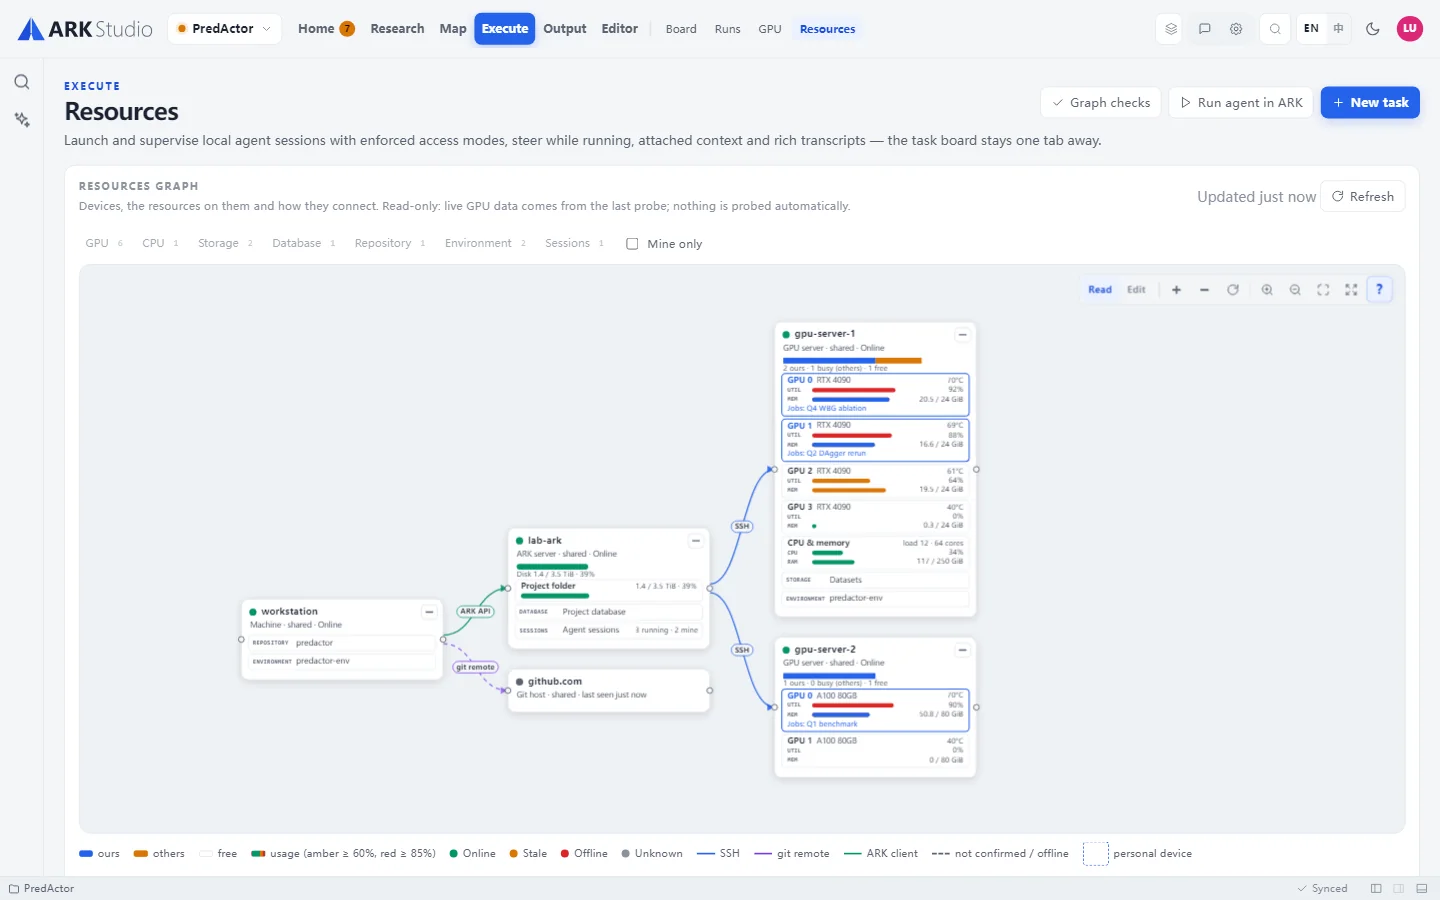 ARK Studio
PredActor
Home 7 Research Map Execute Output Editor Board Runs GPU Resources
EN 中
LU
EXECUTE
Resources
Graph checks
Run agent in ARK
+ New task
Launch and supervise local agent sessions with enforced access modes, steer while running, attached context and rich transcripts — the task board stays one tab away.
RESOURCES GRAPH
Devices, the resources on them and how they connect. Read-only: live GPU data comes from the last probe; nothing is probed automatically.
Updated just now
Refresh
GPU 6 CPU 1 Storage 2 Database 1 Repository 1 Environment 2 Sessions 1 Mine only
Read Edit + − ?
workstation
Machine · shared · Online
REPOSITORY predactor
ENVIRONMENT predactor-env
ARK API
git remote
lab-ark
ARK server · shared · Online
Disk 1.4 / 3.5 TiB · 39%
Project folder 1.4 / 3.5 TiB · 39%
DATABASE Project database
SESSIONS Agent sessions 3 running · 2 mine
github.com
Git host · shared · last seen just now
SSH
SSH
gpu-server-1
GPU server · shared · Online
2 ours · 1 busy (others) · 1 free
GPU 0 RTX 4090 70°C
UTIL 92%
MEM 20.5 / 24 GiB
Jobs: Q4 WBG ablation
GPU 1 RTX 4090 69°C
UTIL 88%
MEM 16.6 / 24 GiB
Jobs: Q2 DAgger rerun
GPU 2 RTX 4090 61°C
UTIL 64%
MEM 19.5 / 24 GiB
GPU 3 RTX 4090 40°C
UTIL 0%
MEM 0.3 / 24 GiB
CPU & memory load 12 · 64 cores
CPU 34%
RAM 117 / 250 GiB
STORAGE Datasets
ENVIRONMENT predactor-env
gpu-server-2
GPU server · shared · Online
1 ours · 0 busy (others) · 1 free
GPU 0 A100 80GB 70°C
UTIL 90%
MEM 50.8 / 80 GiB
Jobs: Q1 benchmark
GPU 1 A100 80GB 40°C
UTIL 0%
MEM 0 / 80 GiB
ours others free usage (amber ≥ 60%, red ≥ 85%) Online Stale Offline Unknown SSH git remote ARK client not confirmed / offline personal device
PredActor
Synced